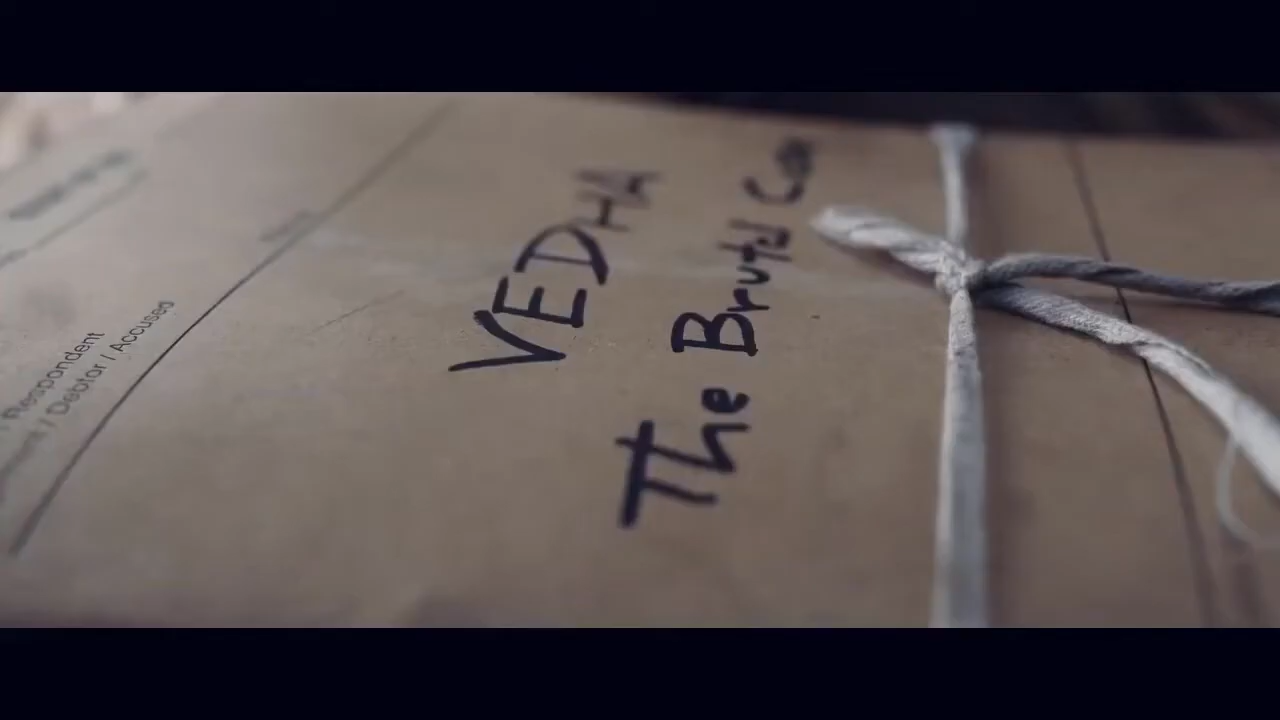 VEDHA
The Brutal
Respondent
/ Debtor / Accused